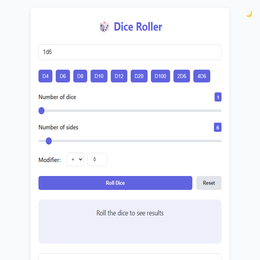 Dice Roller
1d6
D4 D6 D8 D10 D12 D20 D100 2D6 4D6
Number of dice 1
Number of sides 6
Modifier: + 0
Roll Dice Reset
Roll the dice to see results